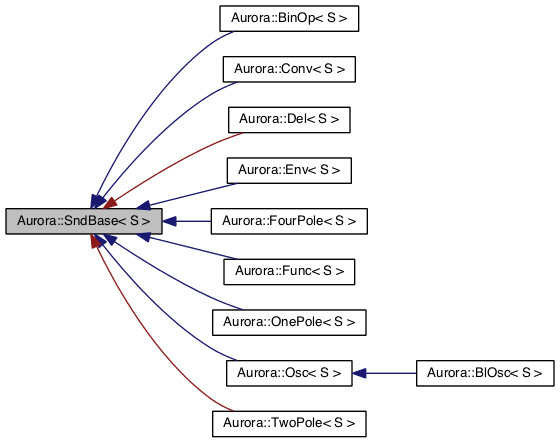 Aurora::BinOp< S >
Aurora::Conv< S >
Aurora::Del< S >
Aurora::Env< S >
Aurora::SndBase< S >
Aurora::FourPole< S >
Aurora::Func< S >
Aurora::OnePole< S >
Aurora::Osc< S >
Aurora::BlOsc< S >
Aurora::TwoPole< S >